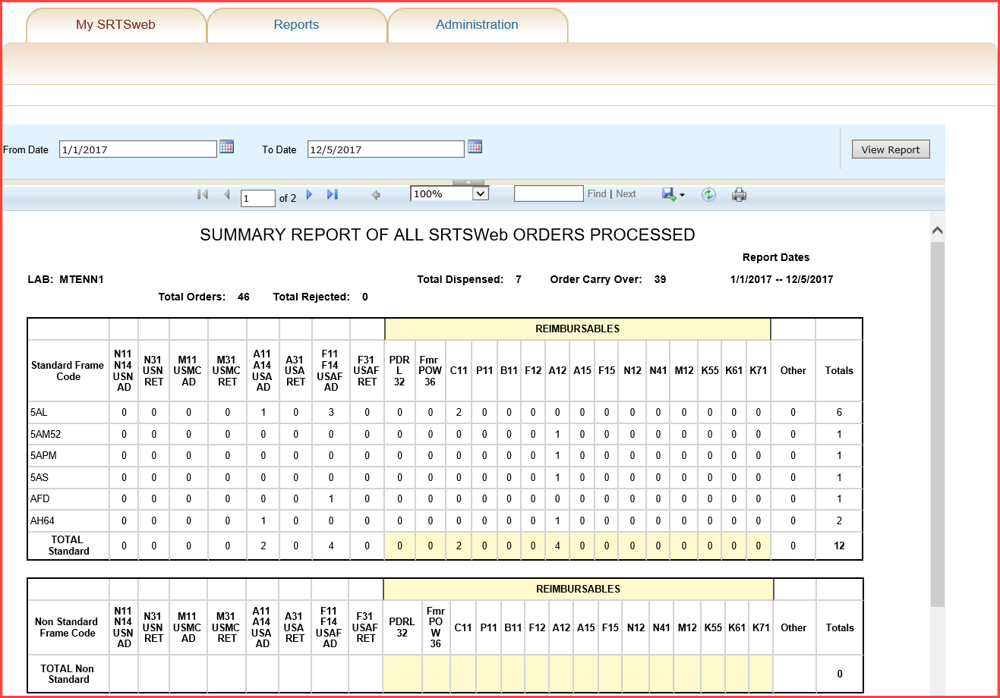 My SRTSweb Reports Administration
From Date 1/1/2017 To Date 12/5/2017 View Report
1 of 2 100% Find | Next
SUMMARY REPORT OF ALL SRTSWeb ORDERS PROCESSED
Report Dates
LAB: MTENN1 Total Dispensed: 7 Order Carry Over: 39 1/1/2017 -- 12/5/2017
Total Orders: 46 Total Rejected: 0
REIMBURSABLES
Standard Frame Code N11 N14 USN AD N31 USN RET M11 USMC AD M31 USMC RET A11 A14 USA AD A31 USA RET F11 F14 USAF AD F31 USAF RET PDR L 32 Fmr POW 36 C11 P11 B11 F12 A12 A15 F15 N12 N41 M12 K55 K61 K71 Other Totals
5AL 0 0 0 0 1 0 3 0 0 0 2 0 0 0 0 0 0 0 0 0 0 0 0 0 6
5AM52 0 0 0 0 0 0 0 0 0 0 0 0 0 0 1 0 0 0 0 0 0 0 0 0 1
5APM 0 0 0 0 0 0 0 0 0 0 0 0 0 0 1 0 0 0 0 0 0 0 0 0 1
5AS 0 0 0 0 0 0 0 0 0 0 0 0 0 0 1 0 0 0 0 0 0 0 0 0 1
AFD 0 0 0 0 0 0 1 0 0 0 0 0 0 0 0 0 0 0 0 0 0 0 0 0 1
AH64 0 0 0 0 1 0 0 0 0 0 0 0 0 0 1 0 0 0 0 0 0 0 0 0 2
TOTAL Standard 0 0 0 0 2 0 4 0 0 0 2 0 0 0 4 0 0 0 0 0 0 0 0 0 12
REIMBURSABLES
Non Standard Frame Code N11 N14 USN AD N31 USN RET M11 USMC AD M31 USMC RET A11 A14 USA AD A31 USA RET F11 F14 USAF AD F31 USAF RET PDRL 32 Fmr PO W 36 C11 P11 B11 F12 A12 A15 F15 N12 N41 M12 K55 K61 K71 Other Totals
TOTAL Non Standard 0